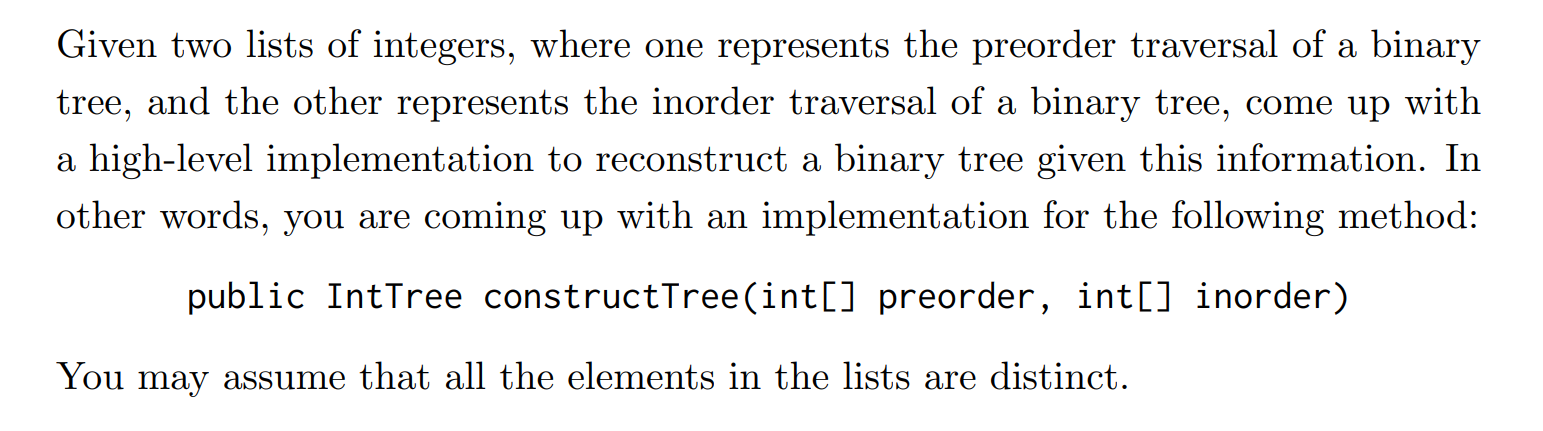 Given two lists of integers, where one represents the preorder traversal of a binary
tree, and the other represents the inorder traversal of a binary tree, come up with
a high-level implementation to reconstruct a binary tree given this information. In
other words, you are coming up with an implementation for the following method:
public IntTree constructTree(int[] preorder, int[] inorder)
You may assume that all the elements in the lists are distinct.